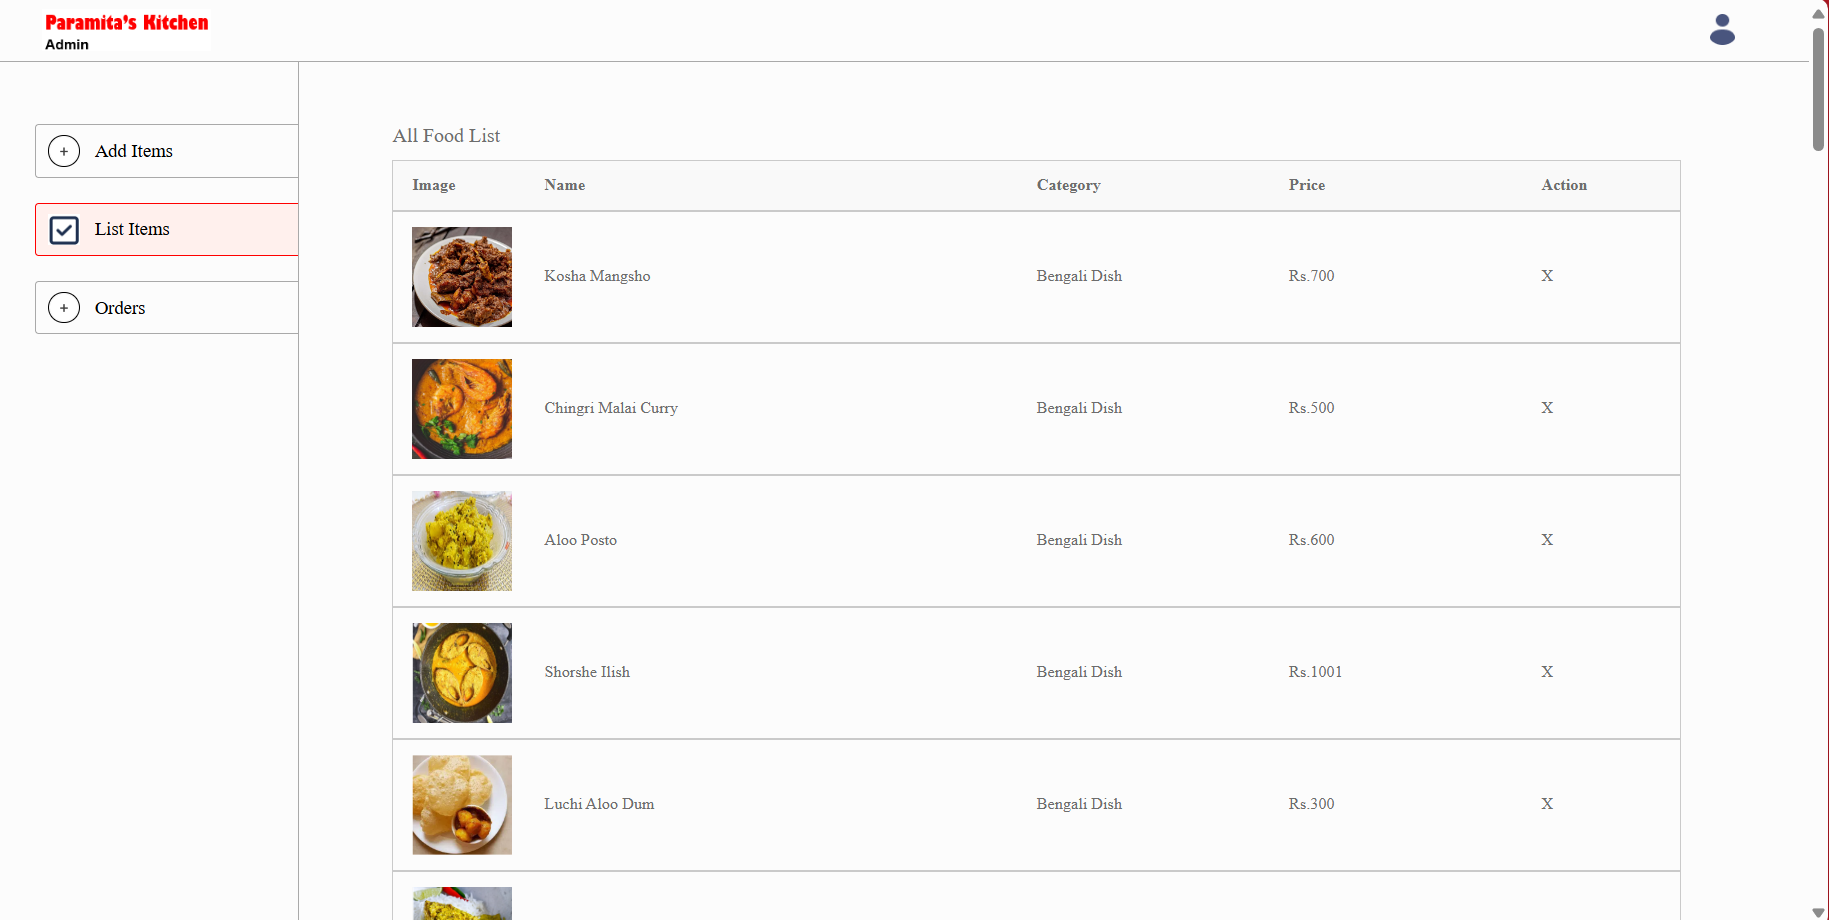 Paramita's Kitchen
Admin
Add Items
List Items
Orders
All Food List
Image Name Category Price Action
Kosha Mangsho Bengali Dish Rs.700 X
Chingri Malai Curry Bengali Dish Rs.500 X
Aloo Posto Bengali Dish Rs.600 X
Shorshe Ilish Bengali Dish Rs.1001 X
Luchi Aloo Dum Bengali Dish Rs.300 X